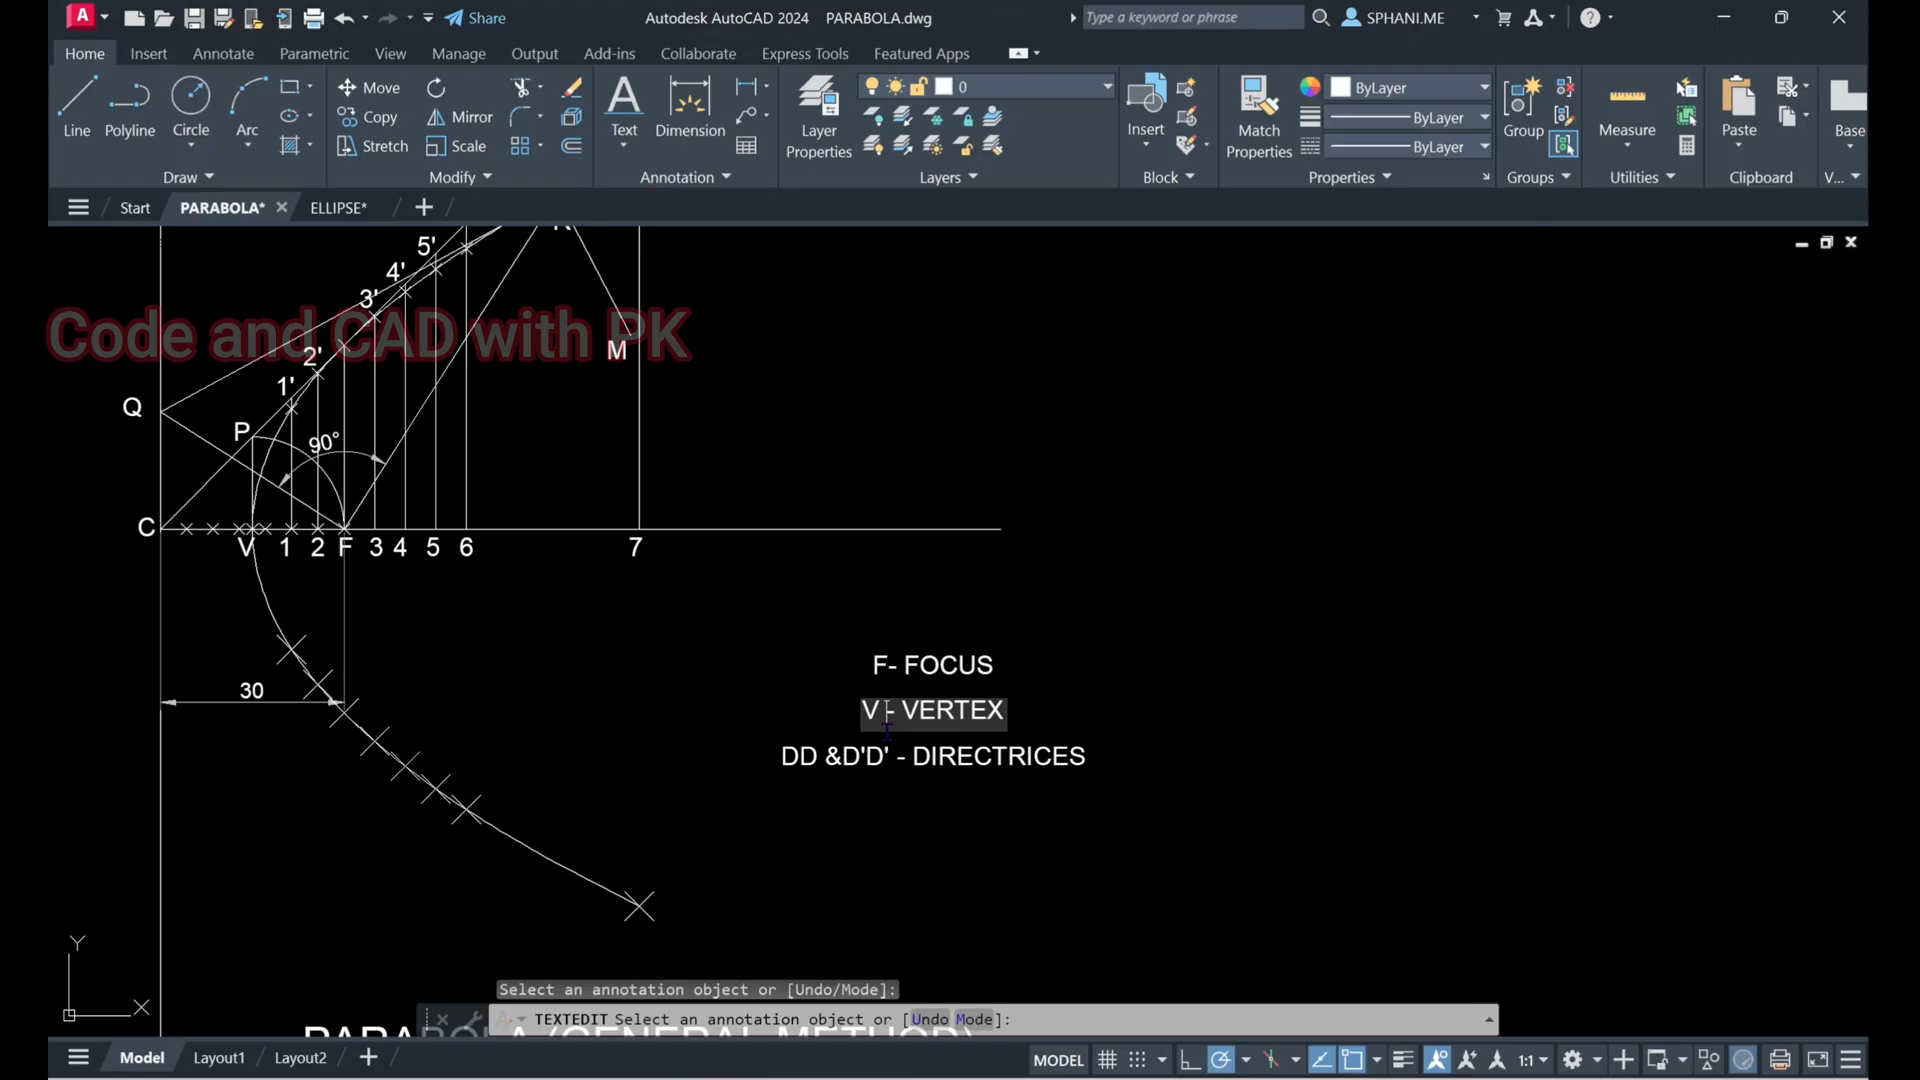 Share
Autodesk AutoCAD 2024 PARABOLA.dwg
Type a keyword or phrase
SPHANI.ME
Home Insert Annotate Parametric View Manage Output Add-ins Collaborate Express Tools Featured Apps
Line Polyline Circle Arc
Move
Copy Mirror
Stretch Scale
Text Dimension
Layer Properties
0
Insert
Match Properties
ByLayer
ByLayer
ByLayer
Group Measure Paste Base
Draw Modify Annotation Layers Block Properties Groups Utilities Clipboard V...
Start PARABOLA* ELLIPSE*
5'
4'
3'
Code and CAD with PK
2'
M
1'
Q
P
90°
C
V 1 2 F 3 4 5 6 7
F- FOCUS
30
V - VERTEX
DD &D'D' - DIRECTRICES
Y
X
Select an annotation object or [Undo/Mode]:
TEXTEDIT Select an annotation object or [Undo Mode]:
PARABOLA (GENERAL METHOD)
Model Layout1 Layout2
MODEL
1:1